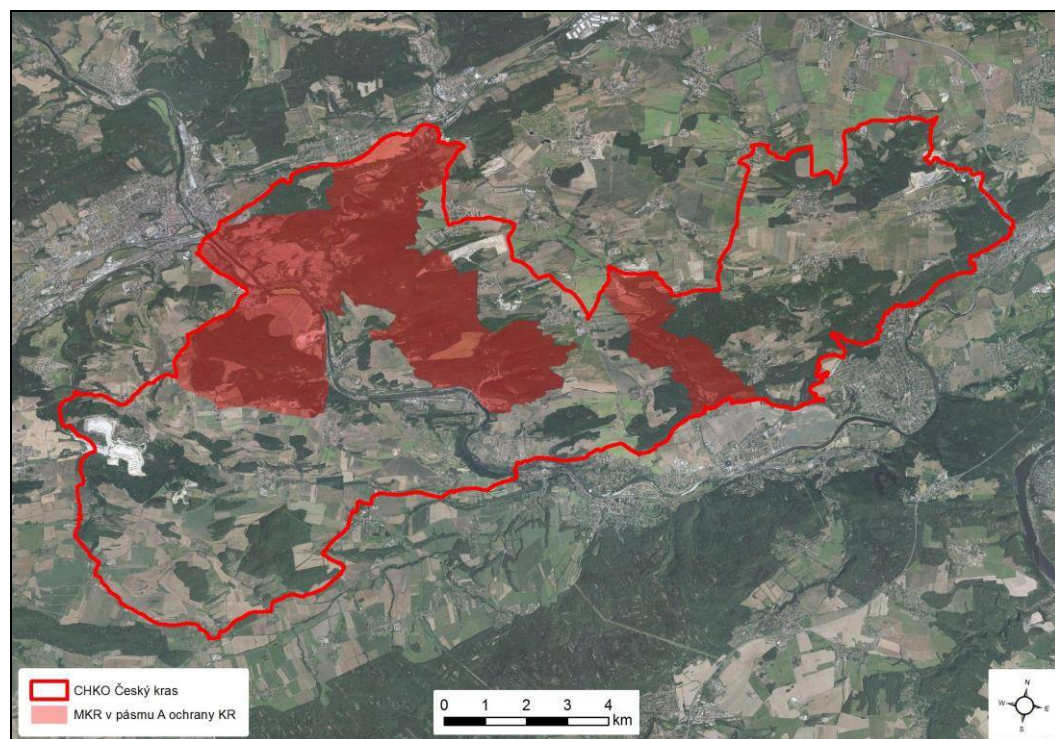 CHKO Český kras
MKR v pásmu A ochrany KR
0 1 2 3 4
km
N
W E
S